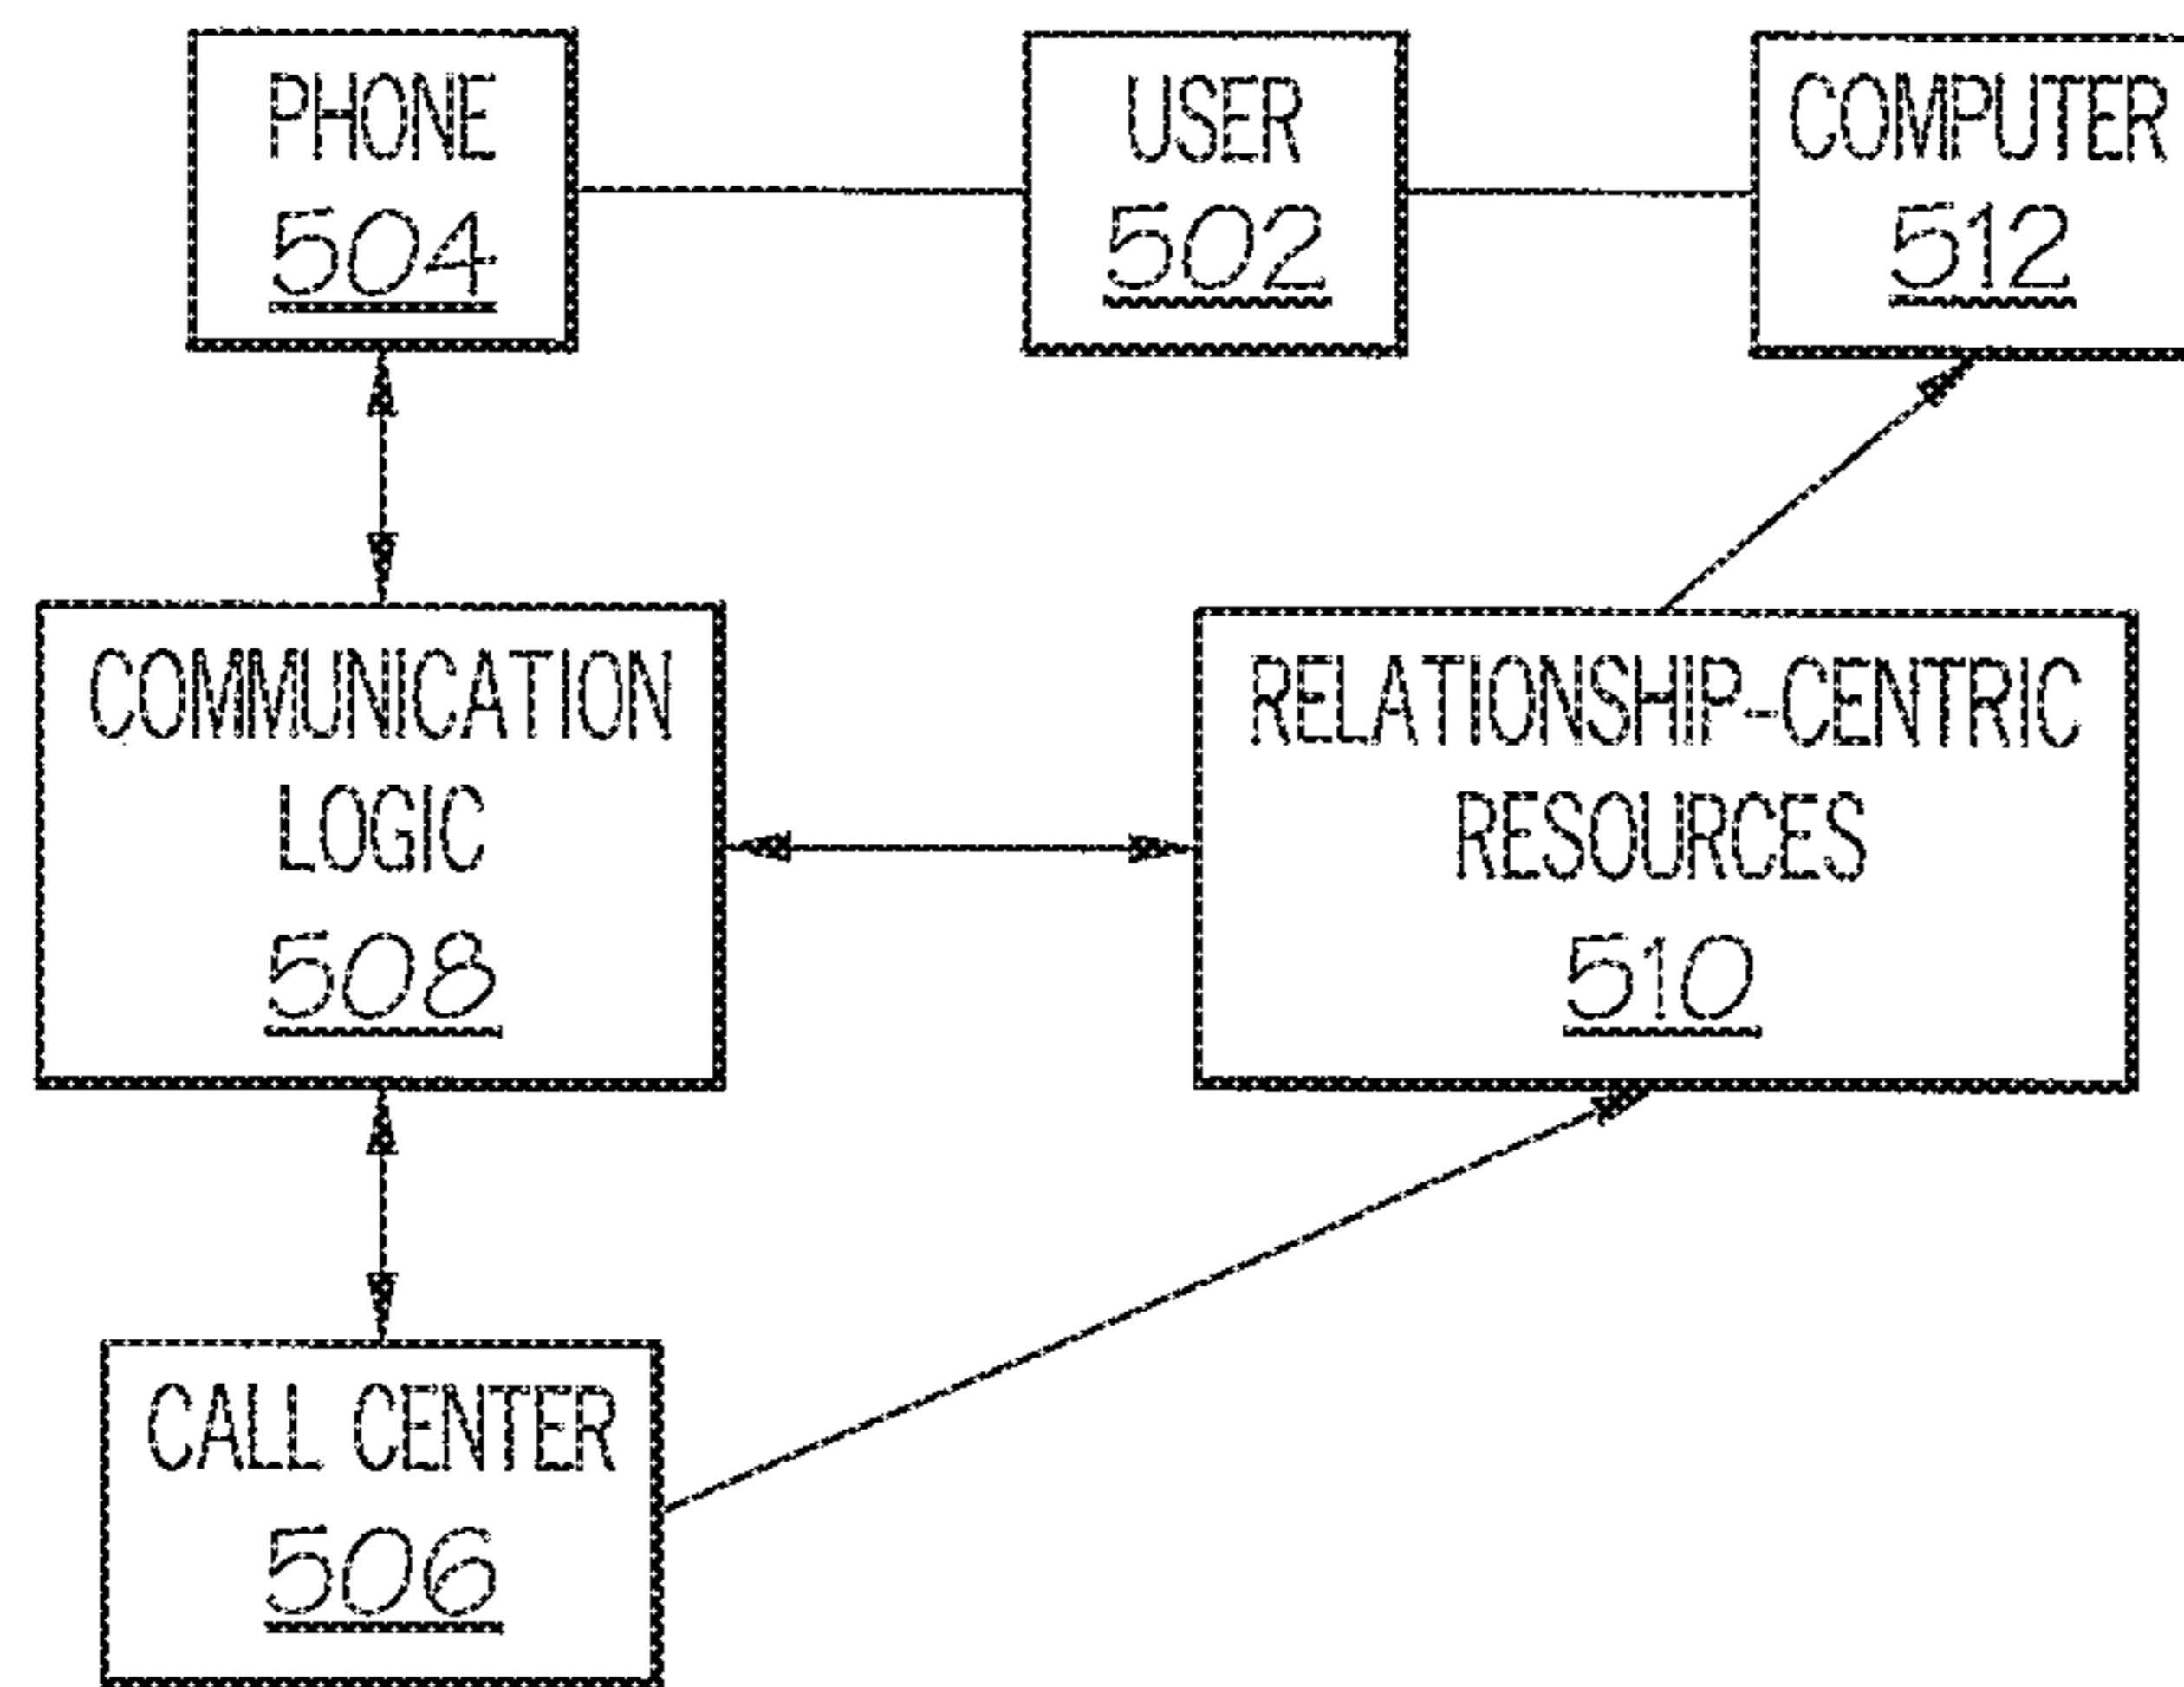 PHONE
504
USER
502
COMPUTER
512
COMMUNICATION
LOGIC
508
RELATIONSHIP-CENTRIC
RESOURCES
510
CALL CENTER
506